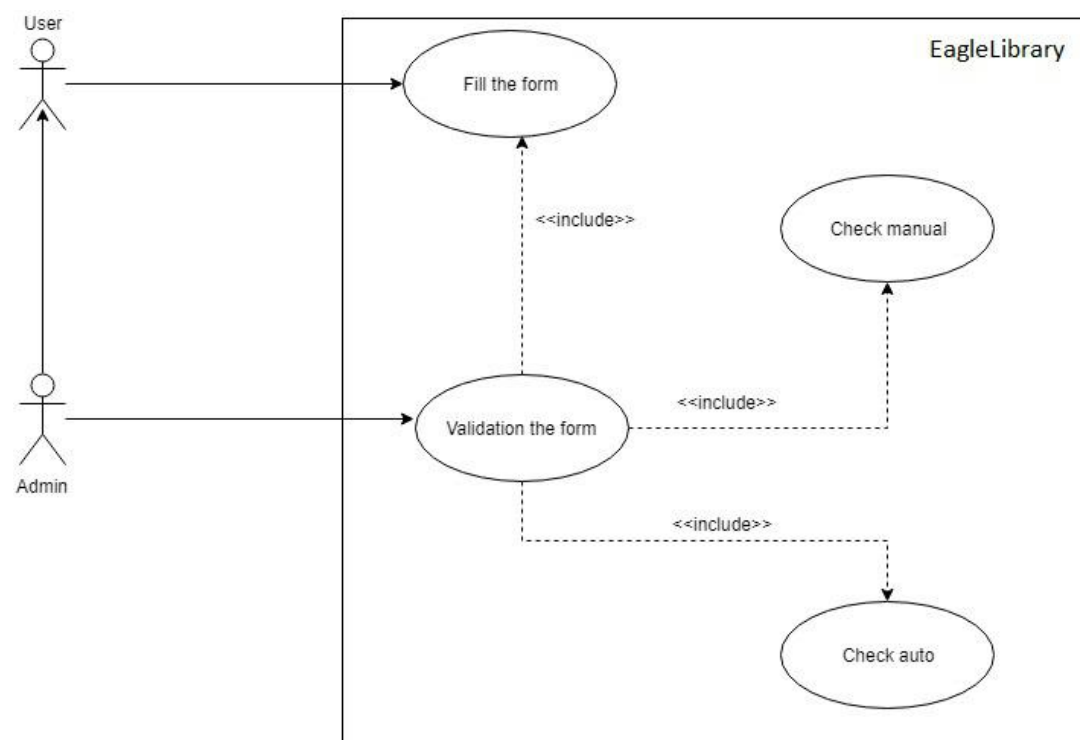 User
EagleLibrary
Fill the form
<<include>>
Check manual
<<include>>
Validation the form
Admin
<<include>>
Check auto